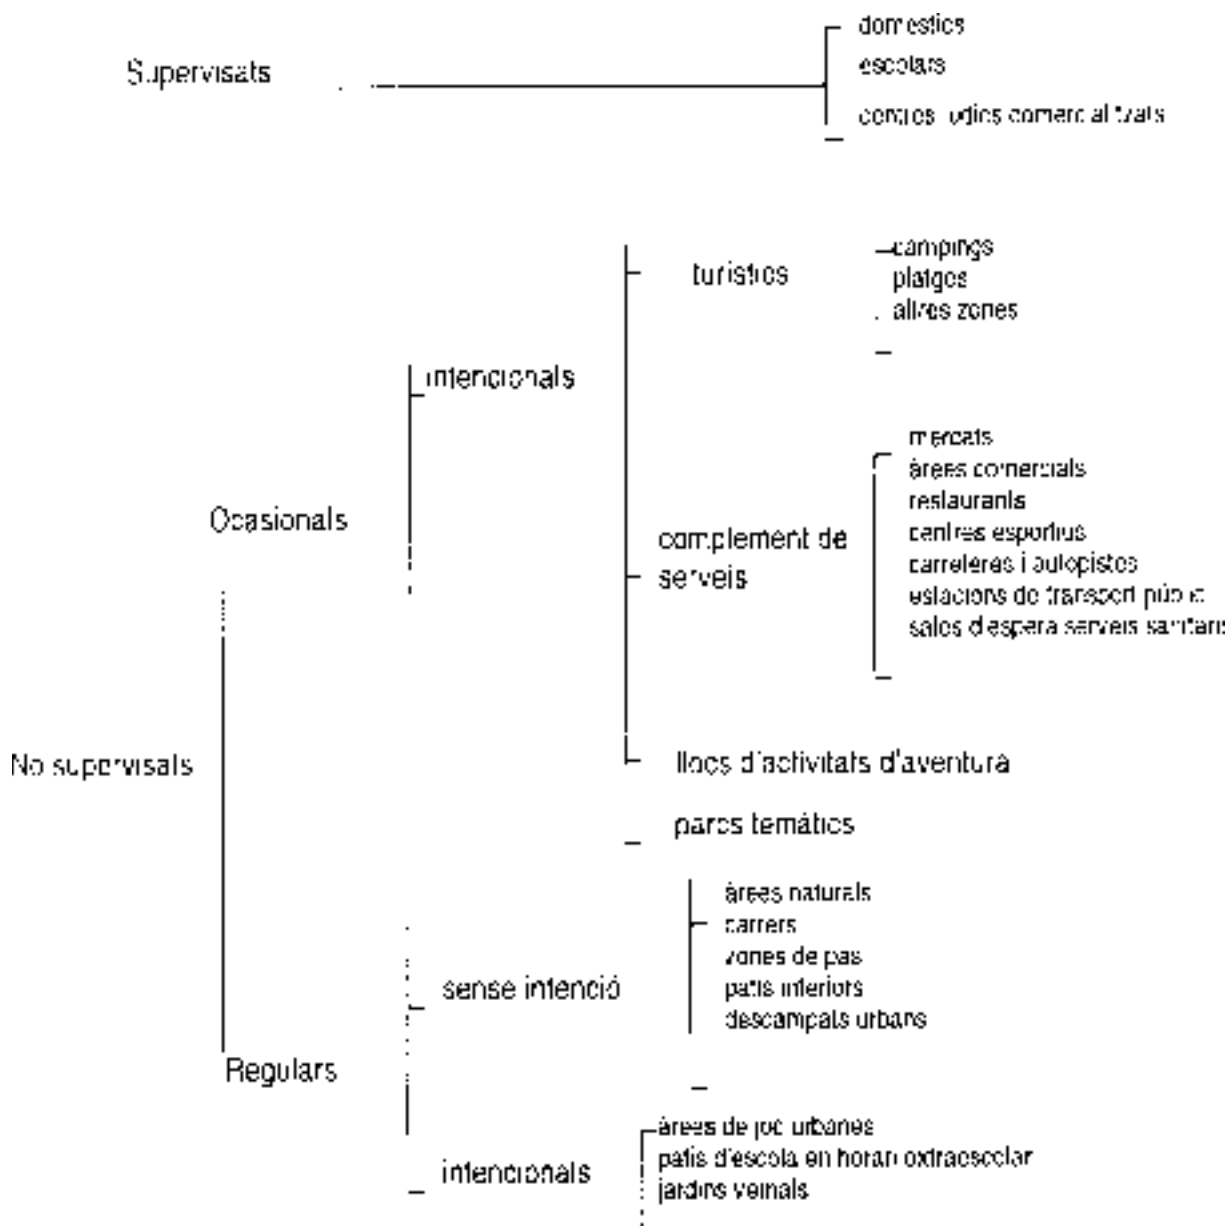 Supervisats
domestics
escolars
centres lúdics comercialitzats
turístics
campings
platges
altres zones
intencionals
mercats
àrees comercials
restaurants
Ocasionals
centres esportius
complement de
serveis
carreteres i autopistes
estacions de transport públic
sales d'espera serveis sanitaris
No supervisats
llocs d'activitats d'aventura
parcs temàtics
àrees naturals
carrers
zones de pas
sense intenció
patis interiors
descampats urbans
Regulars
intencionals
àrees de joc urbanes
patis d'escola en horari extraescolar
jardins veïnals